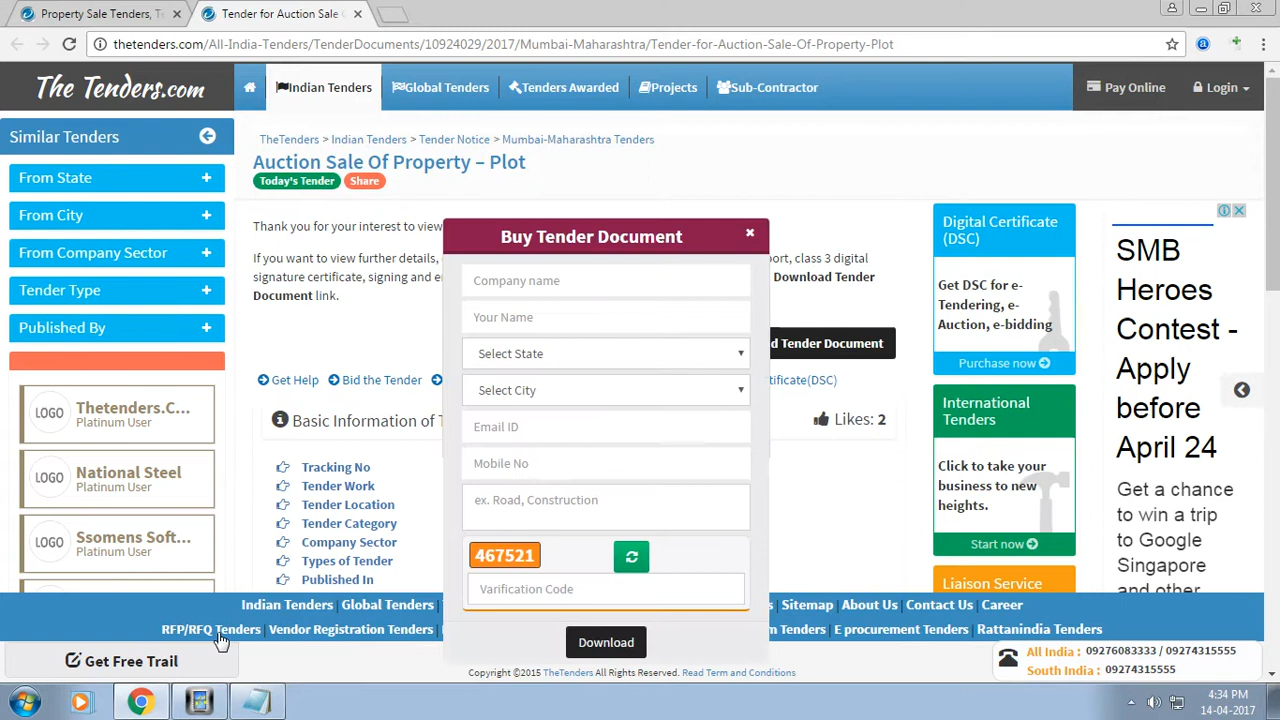 Property Sale Tenders, T
Tender for Auction Sale
thetenders.com/All-India-Tenders/TenderDocuments/10924029/2017/Mumbai-Maharashtra/Tender-for-Auction-Sale-Of-Property-Plot
The Tenders.com
Indian Tenders
Global Tenders
Tenders Awarded
Projects
Sub-Contractor
Pay Online
Login
Similar Tenders
From State +
From City +
From Company Sector +
Tender Type +
Published By +
LOGO Thetenders.C...
Platinum User
LOGO National Steel
Platinum User
LOGO Ssomens Soft...
Platinum User
TheTenders > Indian Tenders > Tender Notice > Mumbai-Maharashtra Tenders
Auction Sale Of Property – Plot
Today's Tender Share
Thank you for your interest to view
If you want to view further details, port, class 3 digital
signature certificate, signing and en Download Tender
Document link.
d Tender Document
Get Help Bid the Tender
tificate(DSC)
Basic Information of T
Likes: 2
Tracking No
Tender Work
Tender Location
Tender Category
Company Sector
Types of Tender
Published In
Buy Tender Document
Company name
Your Name
Select State
Select City
Email ID
Mobile No
ex. Road, Construction
467521
Varification Code
Download
Digital Certificate
(DSC)
Get DSC for e-
Tendering, e-
Auction, e-bidding
Purchase now
International
Tenders
Click to take your
business to new
heights.
Start now
Liaison Service
SMB
Heroes
Contest -
Apply
before
April 24
Get a chance
to win a trip
to Google
Singapore
and other
Indian Tenders | Global Tenders | s | Sitemap | About Us | Contact Us | Career
RFP/RFQ Tenders | Vendor Registration Tenders | m Tenders | E procurement Tenders | Rattanindia Tenders
Get Free Trail
Copyright ©2015 TheTenders All Rights Reserved. Read Term and Conditions
All India : 09276083333 / 09274315555
South India : 09274315555
4:34 PM
14-04-2017